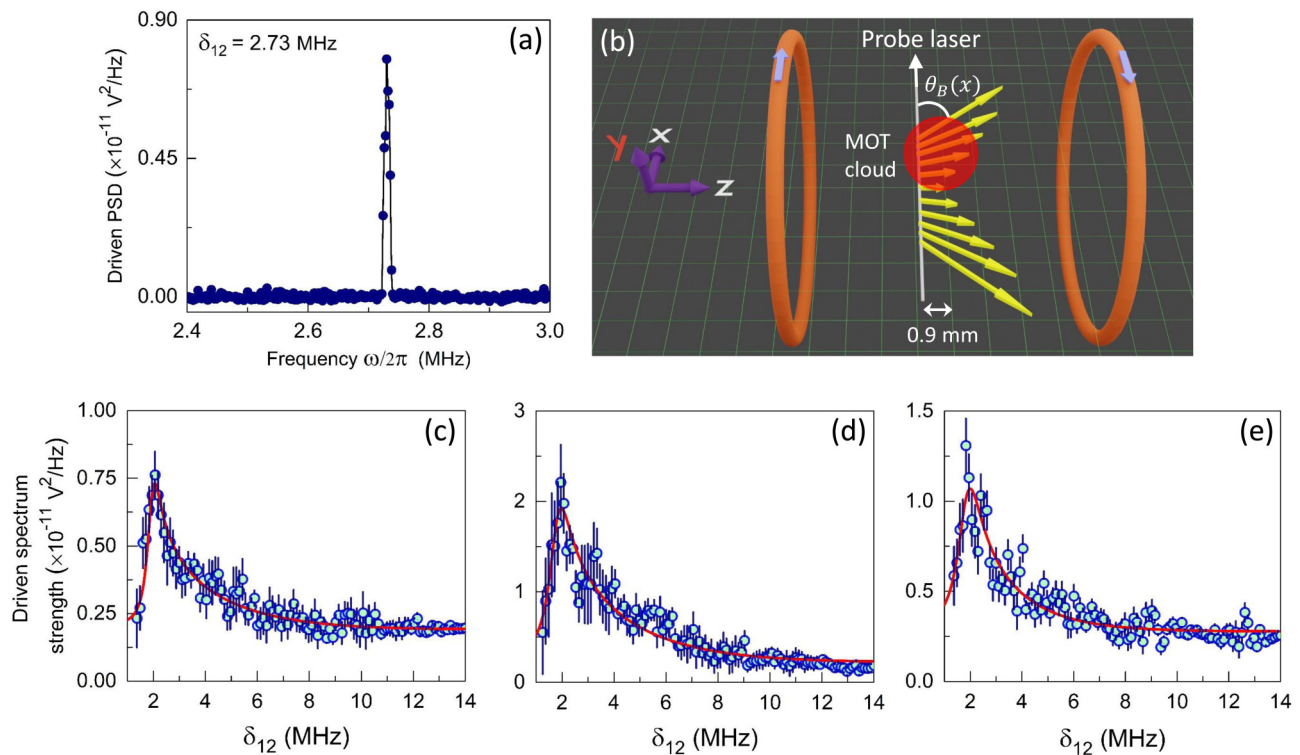 (a)
δ₁₂ = 2.73 MHz
0.90
0.45
0.00
Driven PSD (×10⁻¹¹ V²/Hz)
2.4 2.6 2.8 3.0
Frequency ω/2π (MHz)
(b)
Probe laser
θ_B(x)
MOT
cloud
Y X Z
0.9 mm
(c)
1.00
0.75
0.50
0.25
0.00
Driven spectrum
strength (×10⁻¹¹ V²/Hz)
2 4 6 8 10 12 14
δ₁₂ (MHz)
(d)
3
2
1
0
2 4 6 8 10 12 14
δ₁₂ (MHz)
(e)
1.5
1.0
0.5
0.0
2 4 6 8 10 12 14
δ₁₂ (MHz)